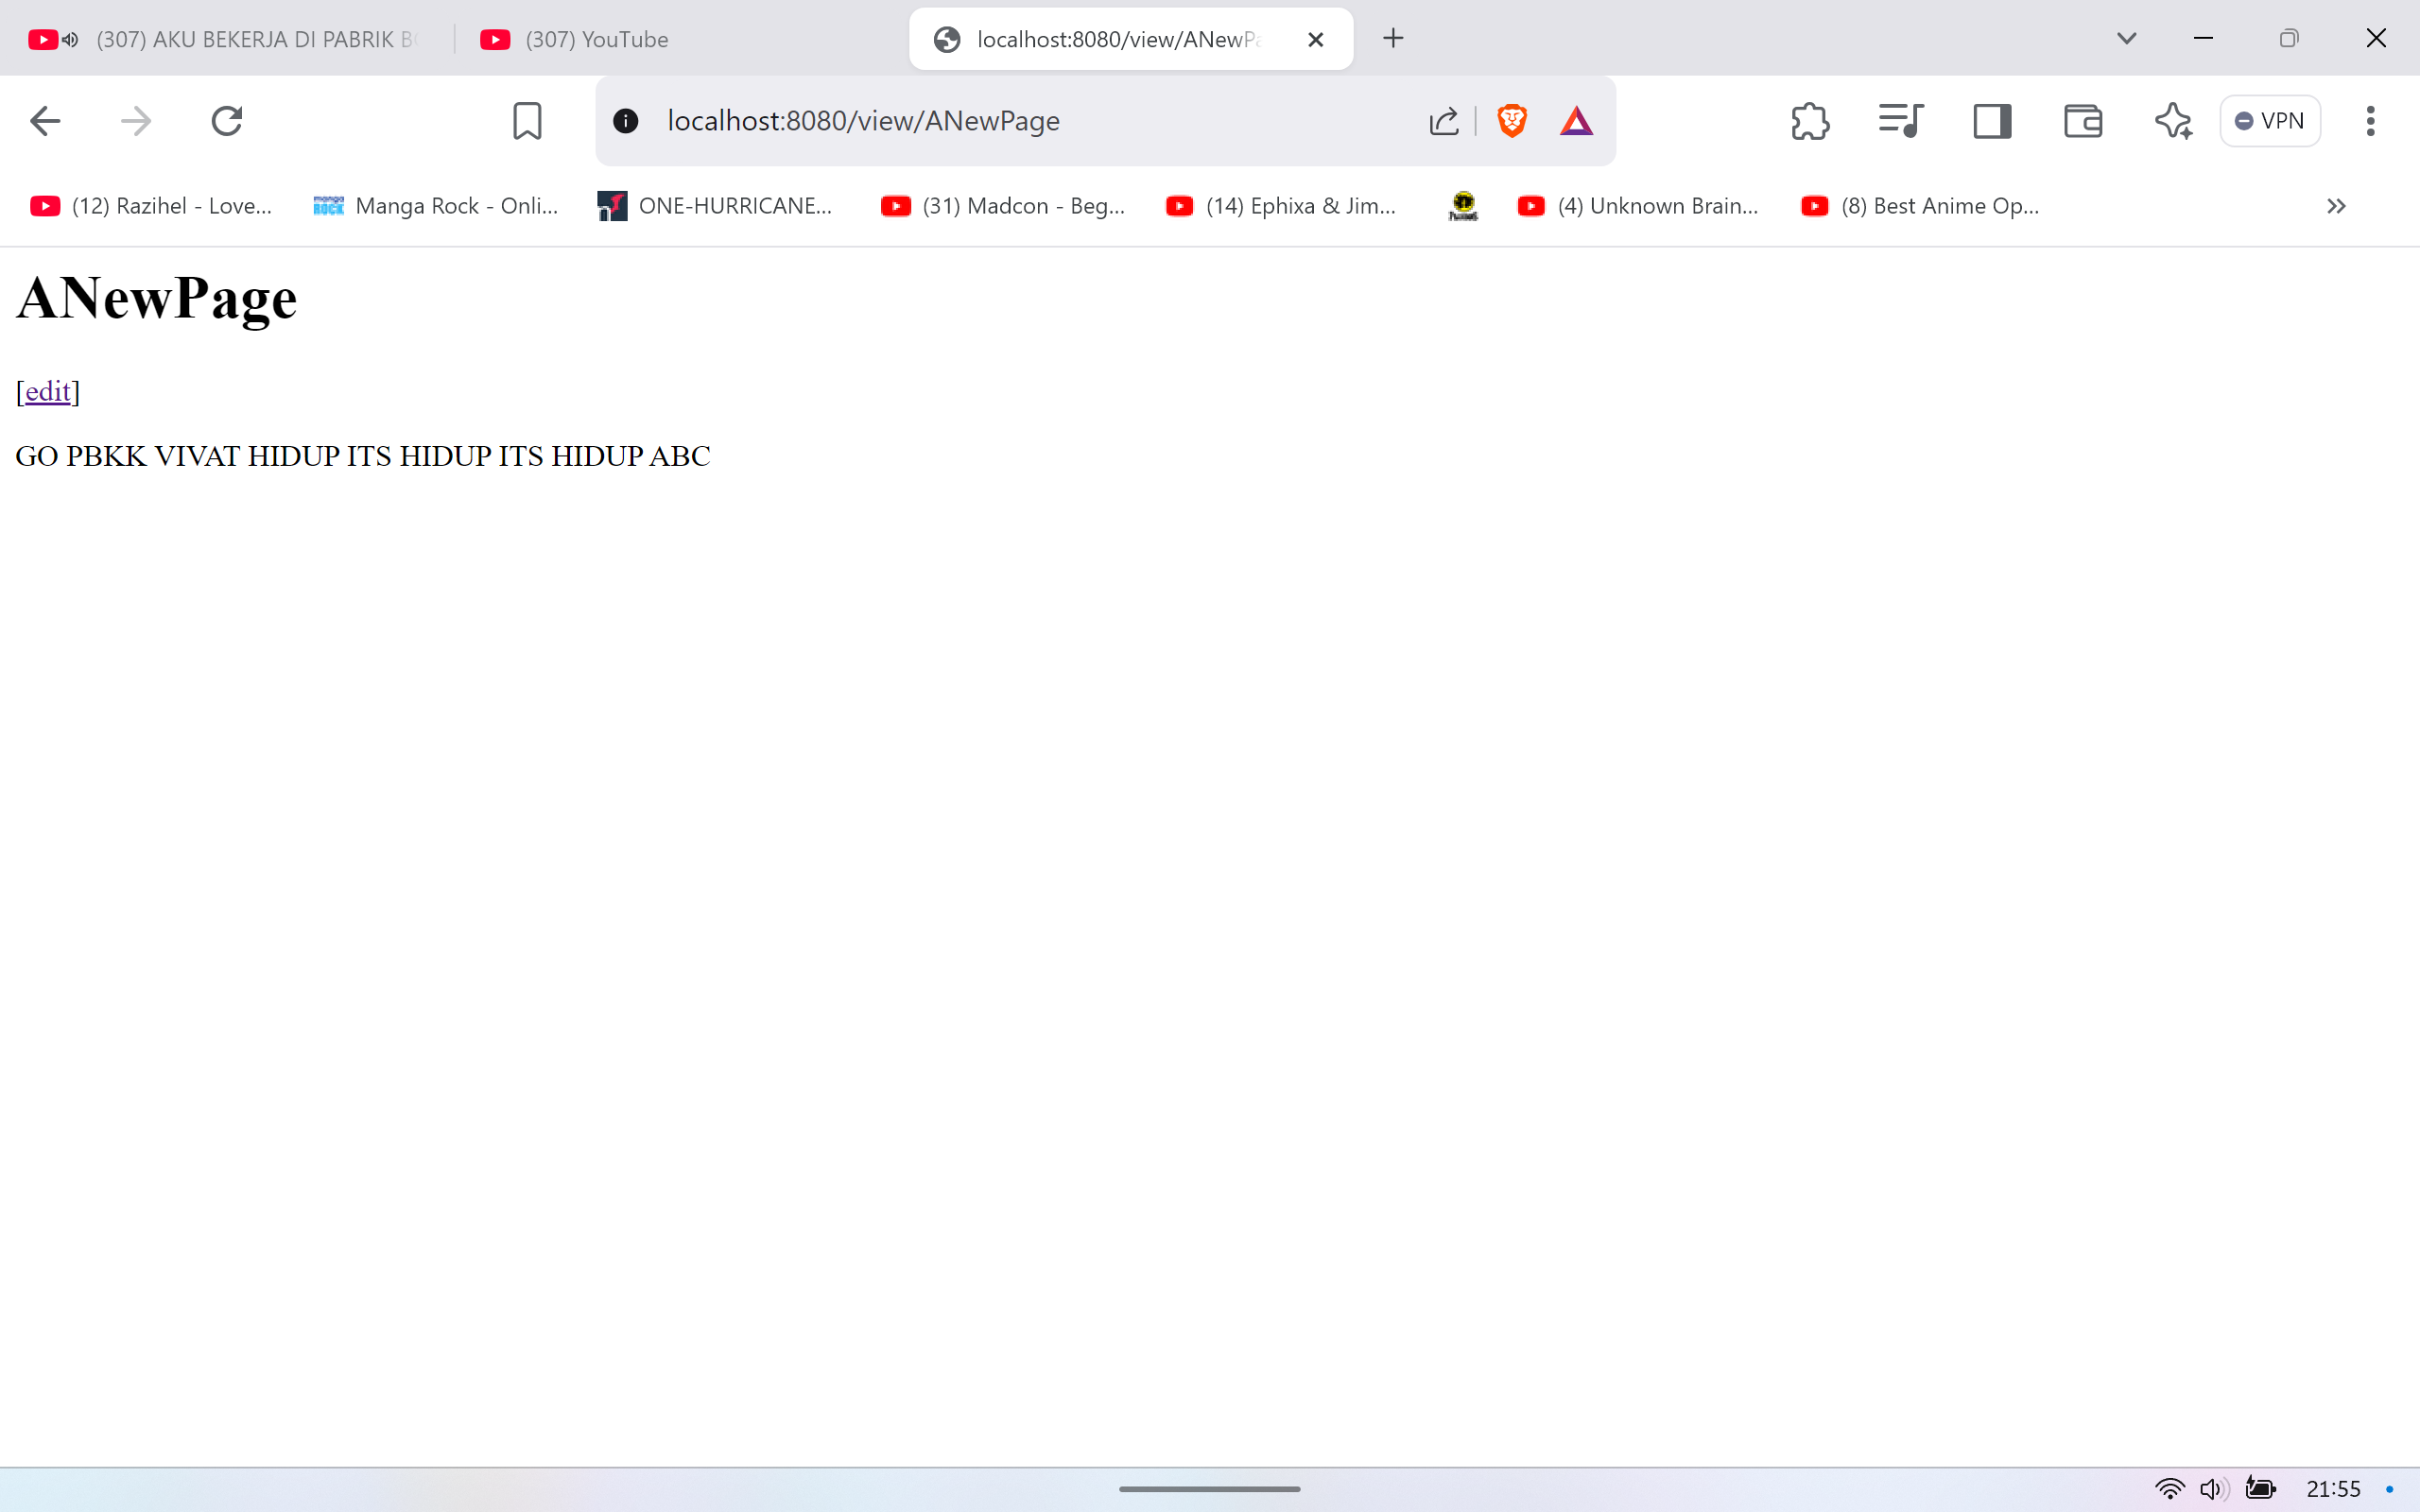 (307) AKU BEKERJA DI PABRIK
(307) YouTube
localhost:8080/view/ANewPa
localhost:8080/view/ANewPage
VPN
(12) Razihel - Love...
Manga Rock - Onli...
ONE-HURRICANE...
(31) Madcon - Beg...
(14) Ephixa & Jim...
(4) Unknown Brain...
(8) Best Anime Op...
ANewPage
[edit]
GO PBKK VIVAT HIDUP ITS HIDUP ITS HIDUP ABC
21:55